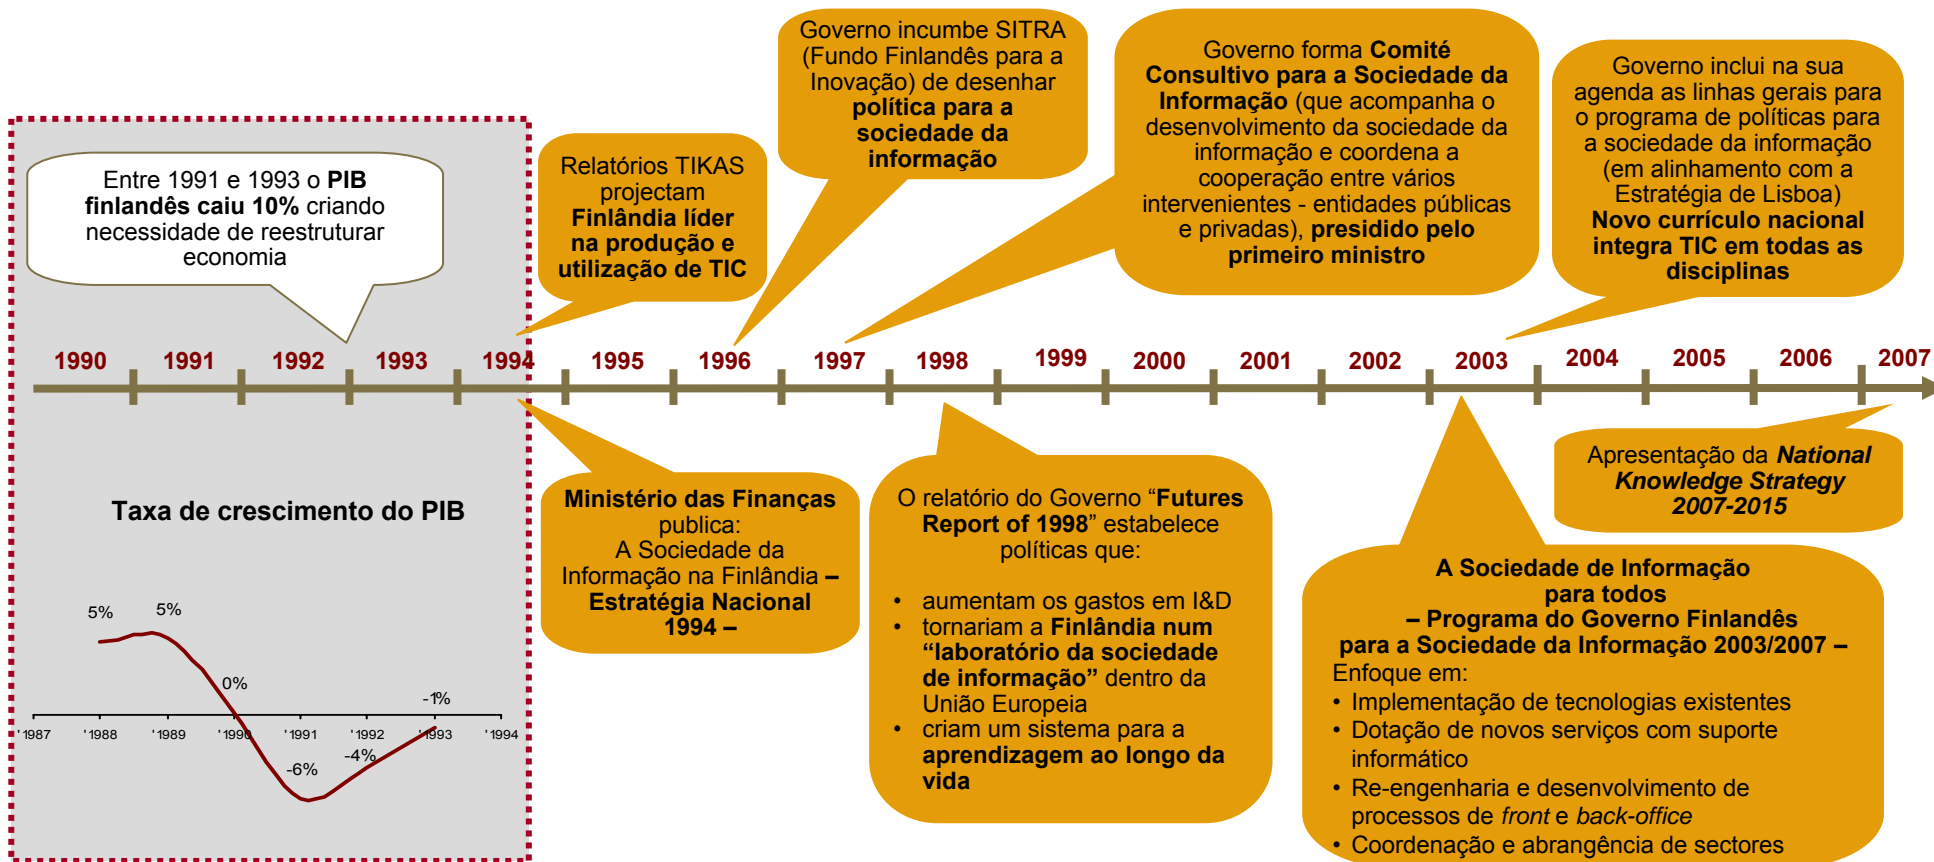 Entre 1991 e 1993 o PIB
finlandês caiu 10% criando
necessidade de reestruturar
economia
Relatórios TIKAS
projectam
Finlândia líder
na produção e
utilização de TIC
Governo incumbe SITRA
(Fundo Finlandês para a
Inovação) de desenhar
política para a
sociedade da
informação
Governo forma Comité
Consultivo para a Sociedade da
Informação (que acompanha o
desenvolvimento da sociedade da
informação e coordena a
cooperação entre vários
intervenientes - entidades públicas
e privadas), presidido pelo
primeiro ministro
Governo inclui na sua
agenda as linhas gerais para
o programa de políticas para
a sociedade da informação
(em alinhamento com a
Estratégia de Lisboa)
Novo currículo nacional
integra TIC em todas as
disciplinas
1990 1991 1992 1993 1994 1995 1996 1997 1998 1999 2000 2001 2002 2003 2004 2005 2006 2007
Taxa de crescimento do PIB
5% 5%
0%
-1%
'1987 '1988 '1989 '1990 '1991 '1992 '1993 '1994
-4%
-6%
Ministério das Finanças
publica:
A Sociedade da
Informação na Finlândia –
Estratégia Nacional
1994 –
O relatório do Governo “Futures
Report of 1998” estabelece
políticas que:
• aumentam os gastos em I&D
• tornariam a Finlândia num
“laboratório da sociedade
de informação” dentro da
União Europeia
• criam um sistema para a
aprendizagem ao longo da
vida
Apresentação da National
Knowledge Strategy
2007-2015
A Sociedade de Informação
para todos
– Programa do Governo Finlandês
para a Sociedade da Informação 2003/2007 –
Enfoque em:
• Implementação de tecnologias existentes
• Dotação de novos serviços com suporte
informático
• Re-engenharia e desenvolvimento de
processos de front e back-office
• Coordenação e abrangência de sectores